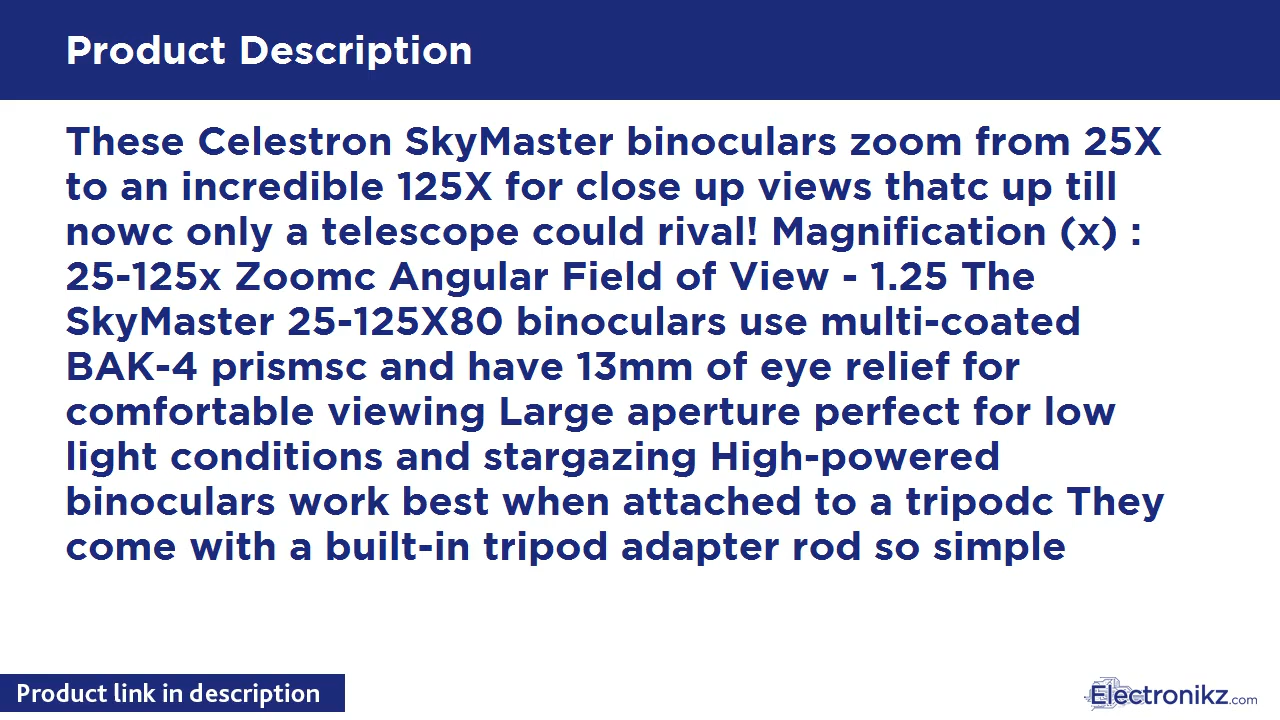 Product Description
These Celestron SkyMaster binoculars zoom from 25X
to an incredible 125X for close up views thatc up till
nowc only a telescope could rival! Magnification (x) :
25-125x Zoomc Angular Field of View - 1.25 The
SkyMaster 25-125X80 binoculars use multi-coated
BAK-4 prismsc and have 13mm of eye relief for
comfortable viewing Large aperture perfect for low
light conditions and stargazing High-powered
binoculars work best when attached to a tripodc They
come with a built-in tripod adapter rod so simple
Product link in description
Electronikz.com